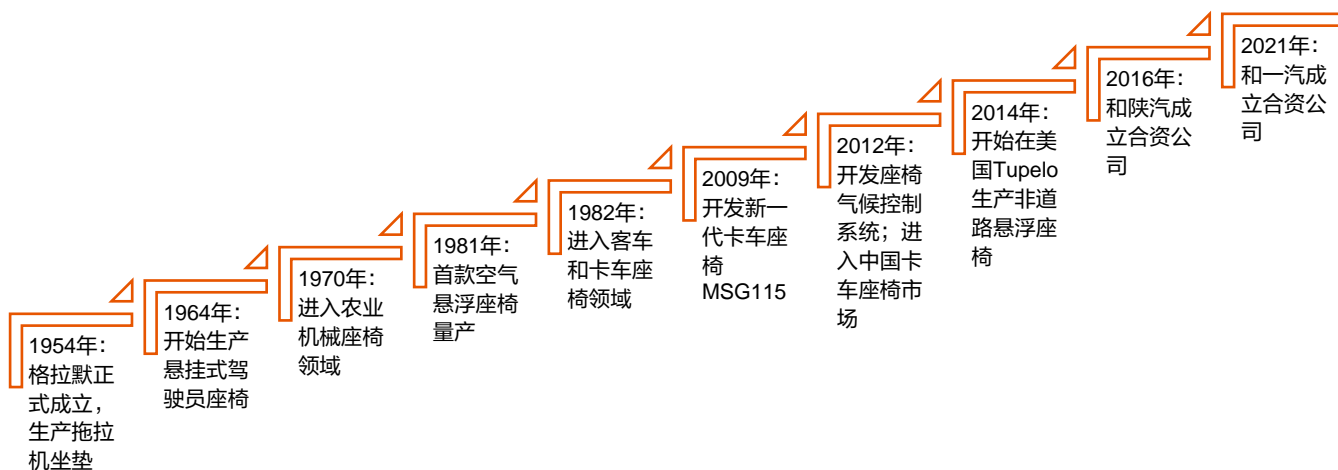 1954年：
格拉默正
式成立，
生产拖拉
机坐垫
1964年：
开始生产
悬挂式驾
驶员座椅
1970年：
进入农业
机械座椅
领域
1981年：
首款空气
悬浮座椅
量产
1982年：
进入客车
和卡车座
椅领域
2009年：
开发新一
代卡车座
椅
MSG115
2012年：
开发座椅
气候控制
系统；进
入中国卡
车座椅市
场
2014年：
开始在美
国Tupelo
生产非道
路悬浮座
椅
2016年：
和陕汽成
立合资公
司
2021年：
和一汽成
立合资公
司